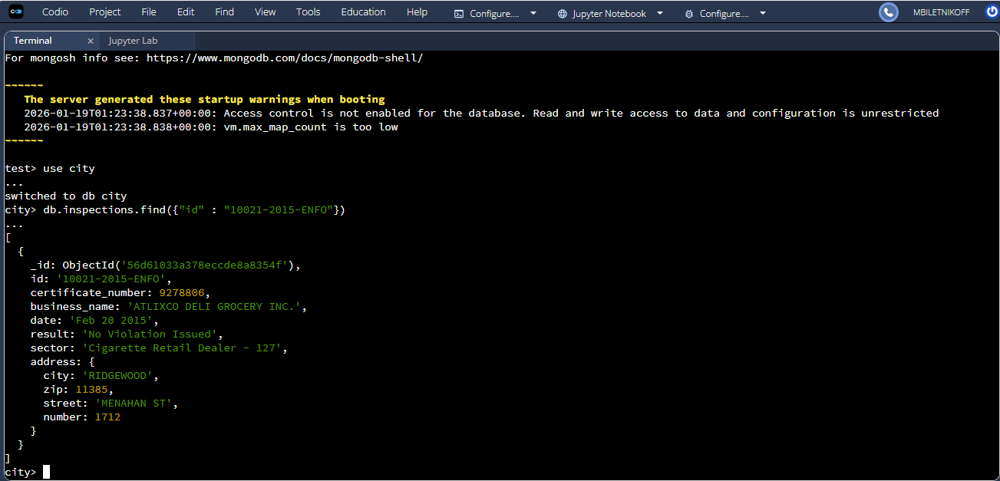 Codio Project File Edit Find View Tools Education Help Configure.... Jupyter Notebook Configure.... MBILETNIKOFF
Terminal × Jupyter Lab
For mongosh info see: https://www.mongodb.com/docs/mongodb-shell/
------
The server generated these startup warnings when booting
2026-01-19T01:23:38.837+00:00: Access control is not enabled for the database. Read and write access to data and configuration is unrestricted
2026-01-19T01:23:38.838+00:00: vm.max_map_count is too low
------
test> use city
...
switched to db city
city> db.inspections.find({"id" : "10021-2015-ENFO"})
...
[
  {
    _id: ObjectId('56d61033a378eccde8a8354f'),
    id: '10021-2015-ENFO',
    certificate_number: 9278806,
    business_name: 'ATLIXCO DELI GROCERY INC.',
    date: 'Feb 20 2015',
    result: 'No Violation Issued',
    sector: 'Cigarette Retail Dealer - 127',
    address: {
      city: 'RIDGEWOOD',
      zip: 11385,
      street: 'MENAHAN ST',
      number: 1712
    }
  }
]
city>